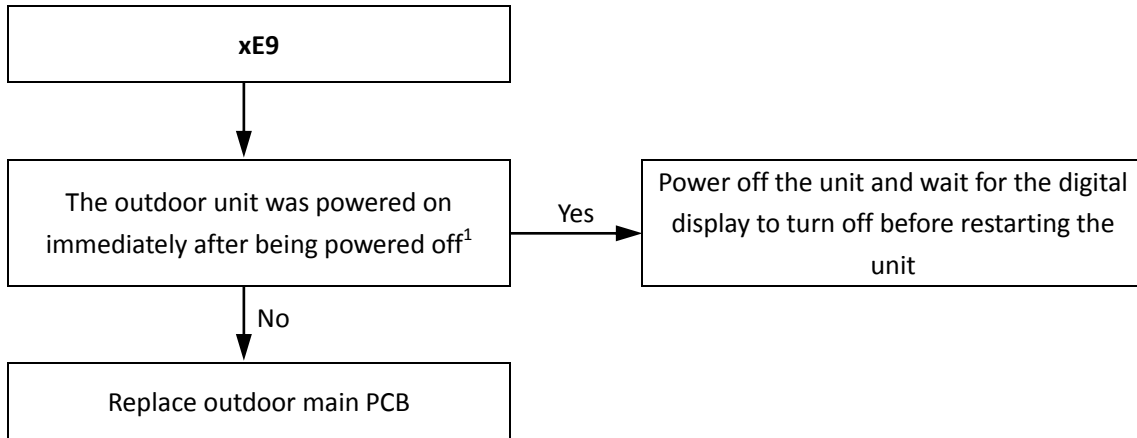 xE9
The outdoor unit was powered on
immediately after being powered off¹
Yes
Power off the unit and wait for the digital
display to turn off before restarting the
unit
No
Replace outdoor main PCB